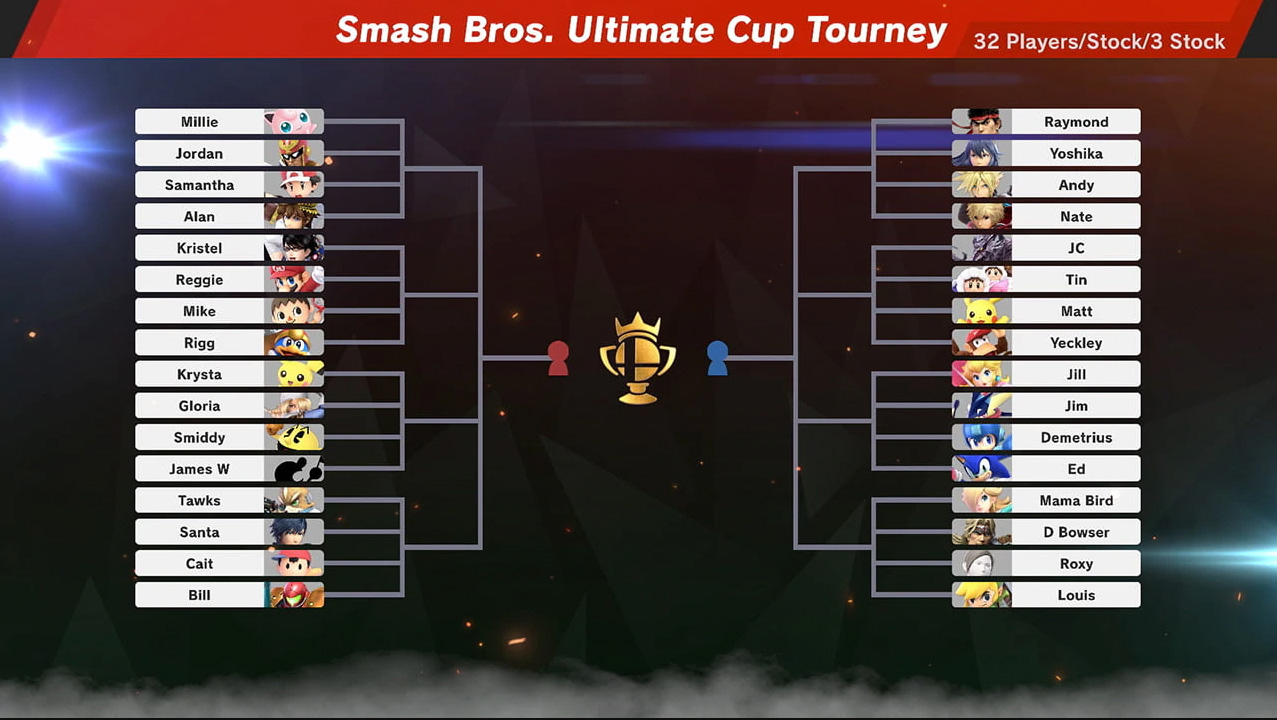 Smash Bros. Ultimate Cup Tourney
32 Players/Stock/3 Stock
Millie
Jordan
Samantha
Alan
Kristel
Reggie
Mike
Rigg
Krysta
Gloria
Smiddy
James W
Tawks
Santa
Cait
Bill
Raymond
Yoshika
Andy
Nate
JC
Tin
Matt
Yeckley
Jill
Jim
Demetrius
Ed
Mama Bird
D Bowser
Roxy
Louis